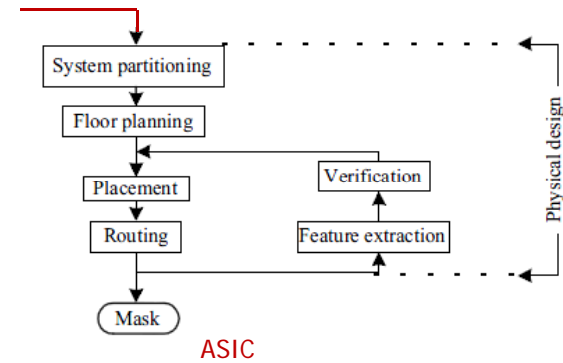 System partitioning
Floor planning
Placement
Verification
Routing
Feature extraction
Mask
Physical design
ASIC